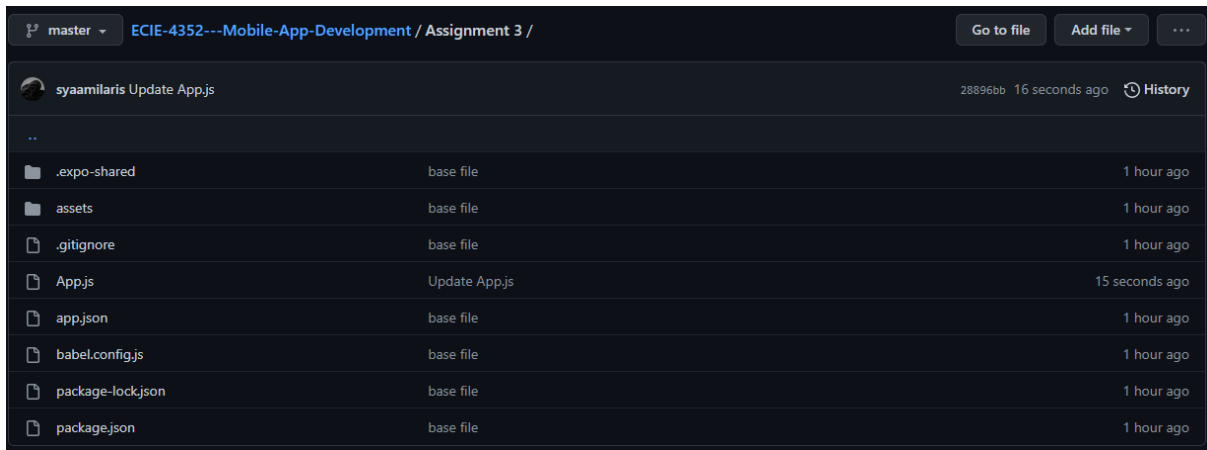 master ECIE-4352---Mobile-App-Development / Assignment 3 / Go to file Add file ...
syaamilaris Update App.js 28896bb 16 seconds ago History
..
.expo-shared base file 1 hour ago
assets base file 1 hour ago
.gitignore base file 1 hour ago
App.js Update App.js 15 seconds ago
app.json base file 1 hour ago
babel.config.js base file 1 hour ago
package-lock.json base file 1 hour ago
package.json base file 1 hour ago